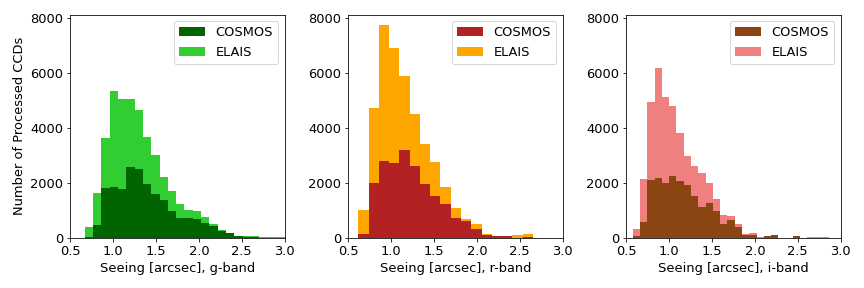 Number of Processed CCDs
8000
6000
4000
2000
0
0.5 1.0 1.5 2.0 2.5 3.0
Seeing [arcsec], g-band
COSMOS
ELAIS
8000
6000
4000
2000
0
0.5 1.0 1.5 2.0 2.5 3.0
Seeing [arcsec], r-band
COSMOS
ELAIS
8000
6000
4000
2000
0
0.5 1.0 1.5 2.0 2.5 3.0
Seeing [arcsec], i-band
COSMOS
ELAIS